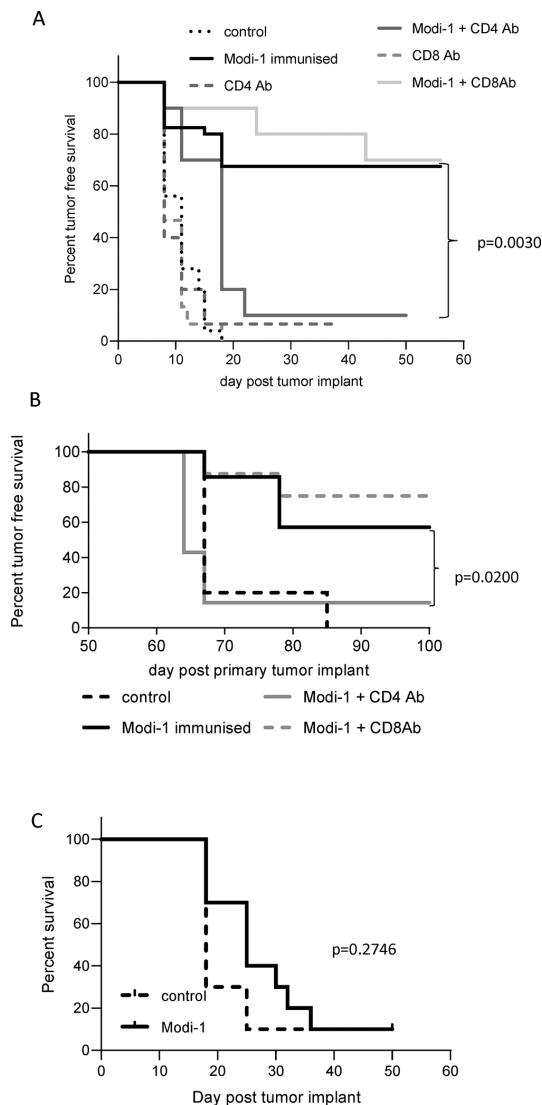 A
control
Modi-1 immunised
CD4 Ab
Modi-1 + CD4 Ab
CD8 Ab
Modi-1 + CD8Ab
Percent tumor free survival
100
80
60
40
20
0
p=0.0030
0 10 20 30 40 50 60
day post tumor implant
B
Percent tumor free survival
100
80
60
40
20
0
p=0.0200
50 60 70 80 90 100
day post primary tumor implant
control
Modi-1 immunised
Modi-1 + CD4 Ab
Modi-1 + CD8Ab
C
Percent survival
100
80
60
40
20
0
p=0.2746
control
Modi-1
0 10 20 30 40 50 60
Day post tumor implant